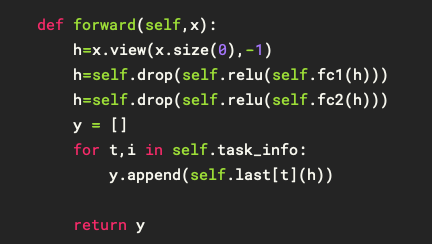 def forward(self,x):
    h=x.view(x.size(0),-1)
    h=self.drop(self.relu(self.fc1(h)))
    h=self.drop(self.relu(self.fc2(h)))
    y = []
    for t,i in self.task_info:
        y.append(self.last[t](h))
    return y